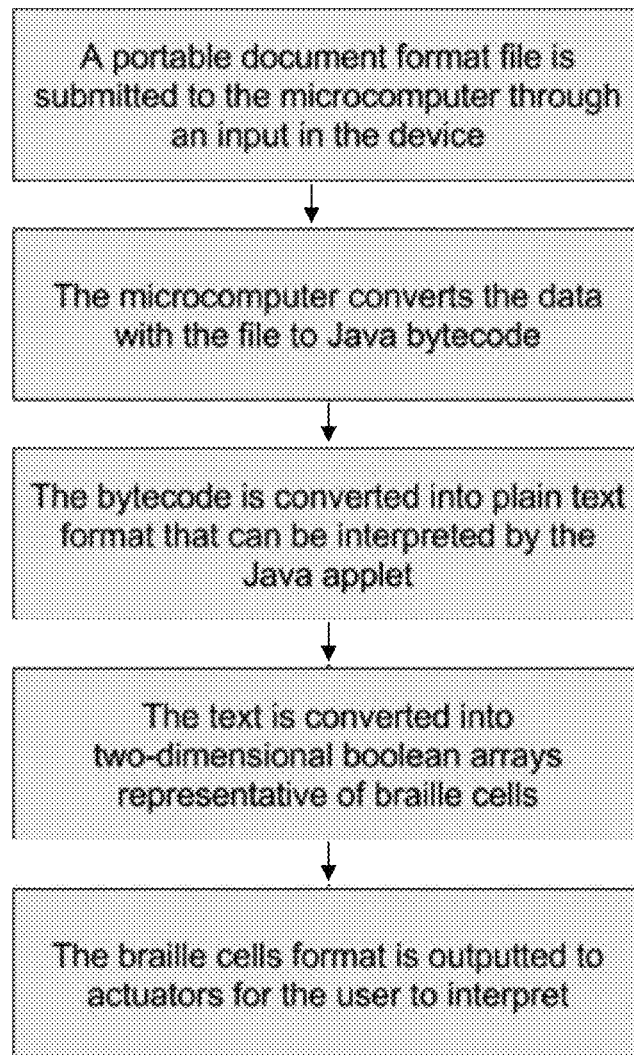 A portable document format file is
submitted to the microcomputer through
an input in the device
The microcomputer converts the data
with the file to Java bytecode
The bytecode is converted into plain text
format that can be interpreted by the
Java applet
The text is converted into
two-dimensional boolean arrays
representative of braille cells
The braille cells format is outputted to
actuators for the user to interpret